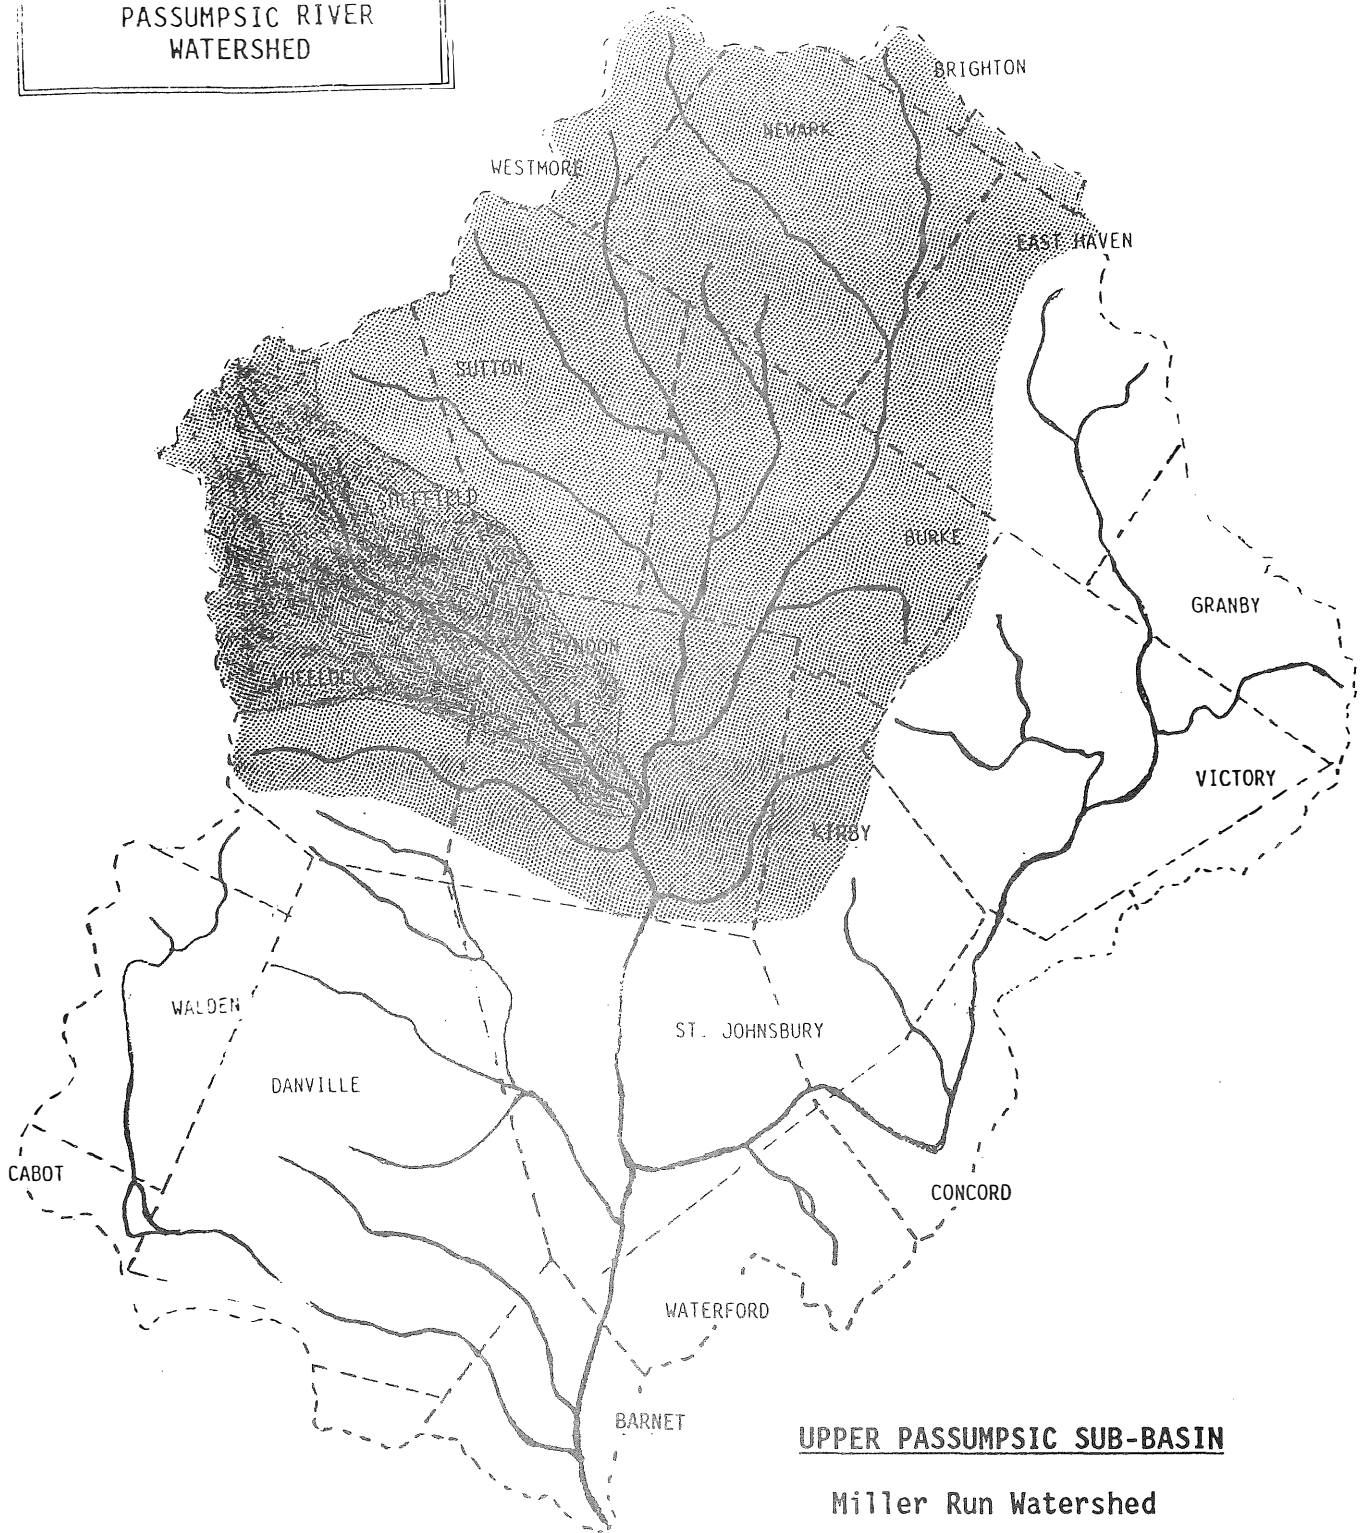 PASSUMPSIC RIVER
WATERSHED
BRIGHTON
NEWARK
WESTMORE
EAST HAVEN
SUTTON
SHEFFIELD
BURKE
GRANBY
LYNDON
WHEELOCK
VICTORY
KIRBY
WALDEN
ST. JOHNSBURY
DANVILLE
CABOT
CONCORD
WATERFORD
BARNET
UPPER PASSUMPSIC SUB-BASIN
Miller Run Watershed